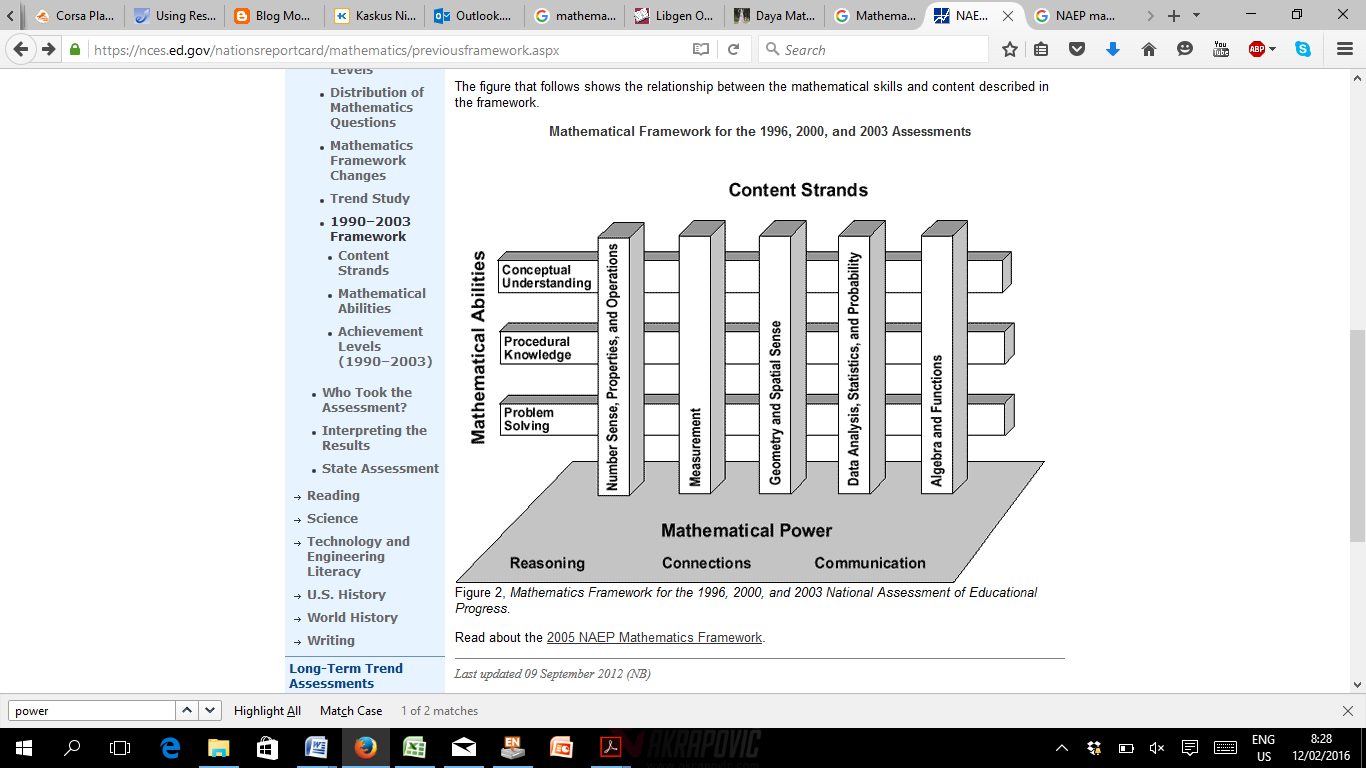 Corsa Pla...
Using Res...
Blog Mo...
Kaskus Ni...
Outlook....
mathema...
Libgen O...
Daya Mat...
Mathema...
NAE...
NAEP ma...
https://nces.ed.gov/nationsreportcard/mathematics/previousframework.aspx
Search
ABP
Levels
Distribution of
Mathematics
Questions
Mathematics
Framework
Changes
Trend Study
1990–2003
Framework
Content
Strands
Mathematical
Abilities
Achievement
Levels
(1990–2003)
Who Took the
Assessment?
Interpreting the
Results
State Assessment
Reading
Science
Technology and
Engineering
Literacy
U.S. History
World History
Writing
Long-Term Trend
Assessments
The figure that follows shows the relationship between the mathematical skills and content described in
the framework.
Mathematical Framework for the 1996, 2000, and 2003 Assessments
Content Strands
Mathematical Abilities
Conceptual
Understanding
Procedural
Knowledge
Problem
Solving
Number Sense, Properties, and Operations
Measurement
Geometry and Spatial Sense
Data Analysis, Statistics, and Probability
Algebra and Functions
Mathematical Power
Reasoning Connections Communication
Figure 2, Mathematics Framework for the 1996, 2000, and 2003 National Assessment of Educational
Progress.
Read about the 2005 NAEP Mathematics Framework.
Last updated 09 September 2012 (NB)
power
Highlight All Match Case 1 of 2 matches
EN
AKRAPOVIC
ENG
US
8:28
12/02/2016